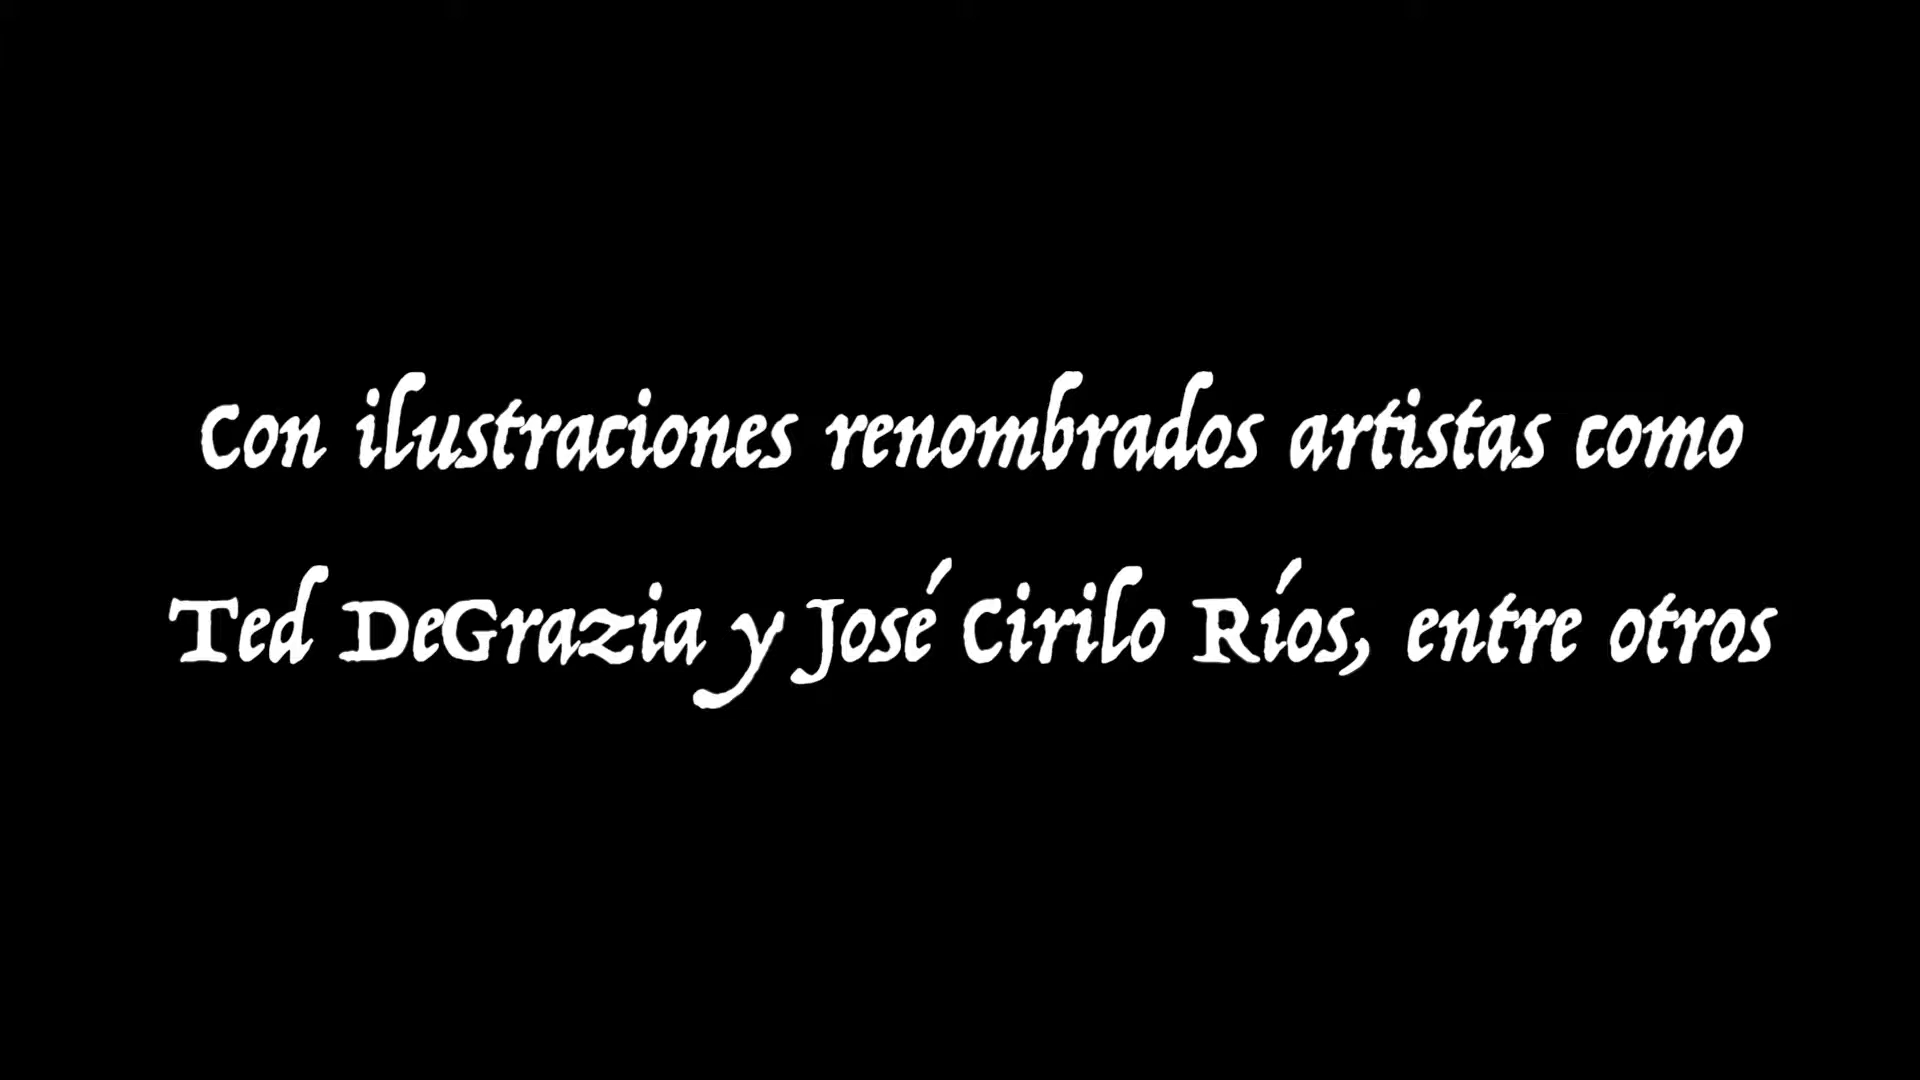 Con ilustraciones renombrados artistas como
Ted DeGrazia y José Cirilo Ríos, entre otros